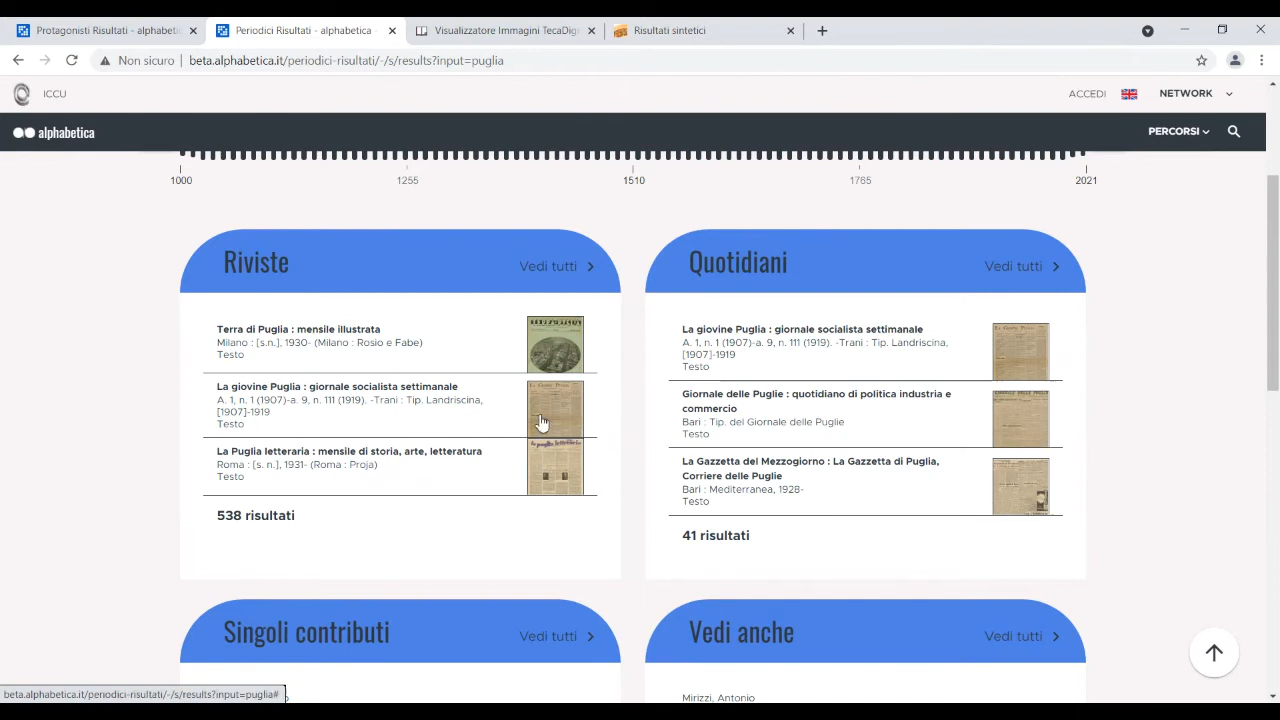 Protagonisti Risultati - alphabeti
Periodici Risultati - alphabetica
Visualizzatore Immagini TecaDigi
Risultati sintetici
Non sicuro
beta.alphabetica.it/periodici-risultati/-/s/results?input=puglia
ICCU
ACCEDI
NETWORK
alphabetica
PERCORSI
1000
1255
1510
1765
2021
Riviste
Vedi tutti
Terra di Puglia : mensile illustrata
Milano : [s.n.], 1930- (Milano : Rosio e Fabe)
Testo
La giovine Puglia : giornale socialista settimanale
A. 1, n. 1 (1907)-a. 9, n. 111 (1919). -Trani : Tip. Landriscina,
[1907]-1919
Testo
La Puglia letteraria : mensile di storia, arte, letteratura
Roma : [s. n.], 1931- (Roma : Proja)
Testo
538 risultati
Quotidiani
Vedi tutti
La giovine Puglia : giornale socialista settimanale
A. 1, n. 1 (1907)-a. 9, n. 111 (1919). -Trani : Tip. Landriscina,
[1907]-1919
Testo
Giornale delle Puglie : quotidiano di politica industria e
commercio
Bari : Tip. del Giornale delle Puglie
Testo
La Gazzetta del Mezzogiorno : La Gazzetta di Puglia,
Corriere delle Puglie
Bari : Mediterranea, 1928-
Testo
41 risultati
Singoli contributi
Vedi tutti
Vedi anche
Vedi tutti
Mirizzi, Antonio
beta.alphabetica.it/periodici-risultati/-/s/results?input=puglia#